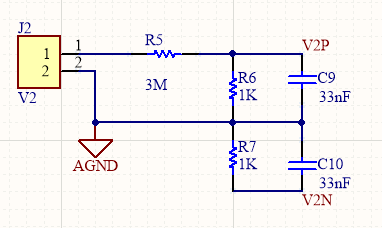 J2
1
1
2
2
V2
R5
3M
V2P
R6
1K
C9
33nF
AGND
R7
1K
C10
33nF
V2N